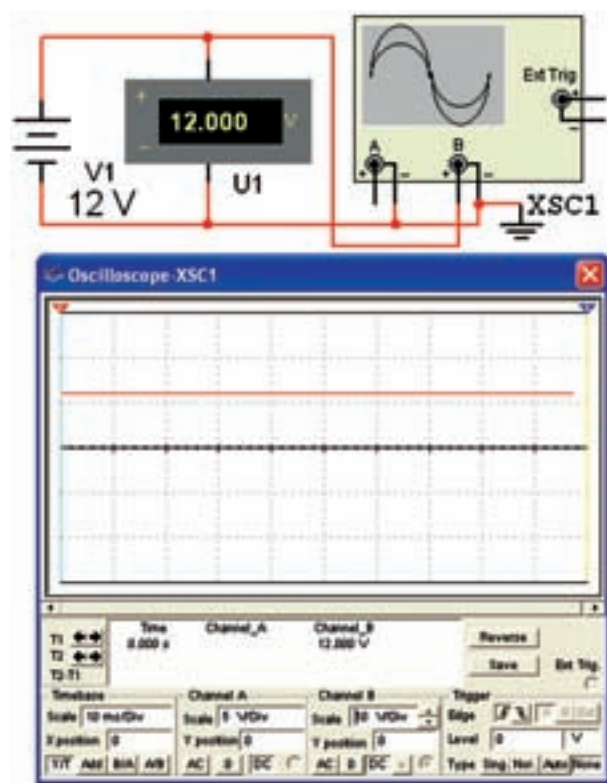 Ext Trig
+
12.000 V
A B
V1
12 V
U1
XSC1
Oscilloscope-XSC1
Time Channel_A Channel_B
T1 0.000 s 12.000 V
T2
T2-T1
Reverse
Save
Ext Trig.
Timebase
Scale 10 ms/Div
X position 0
Y/T Add B/A A/B
Channel A
Scale 5 V/Div
Y position 0
AC 0 DC
Channel B
Scale 10 V/Div
Y position 0
AC 0 DC -
Trigger
Edge
Level 0 V
Type Sing. Nor. Auto None